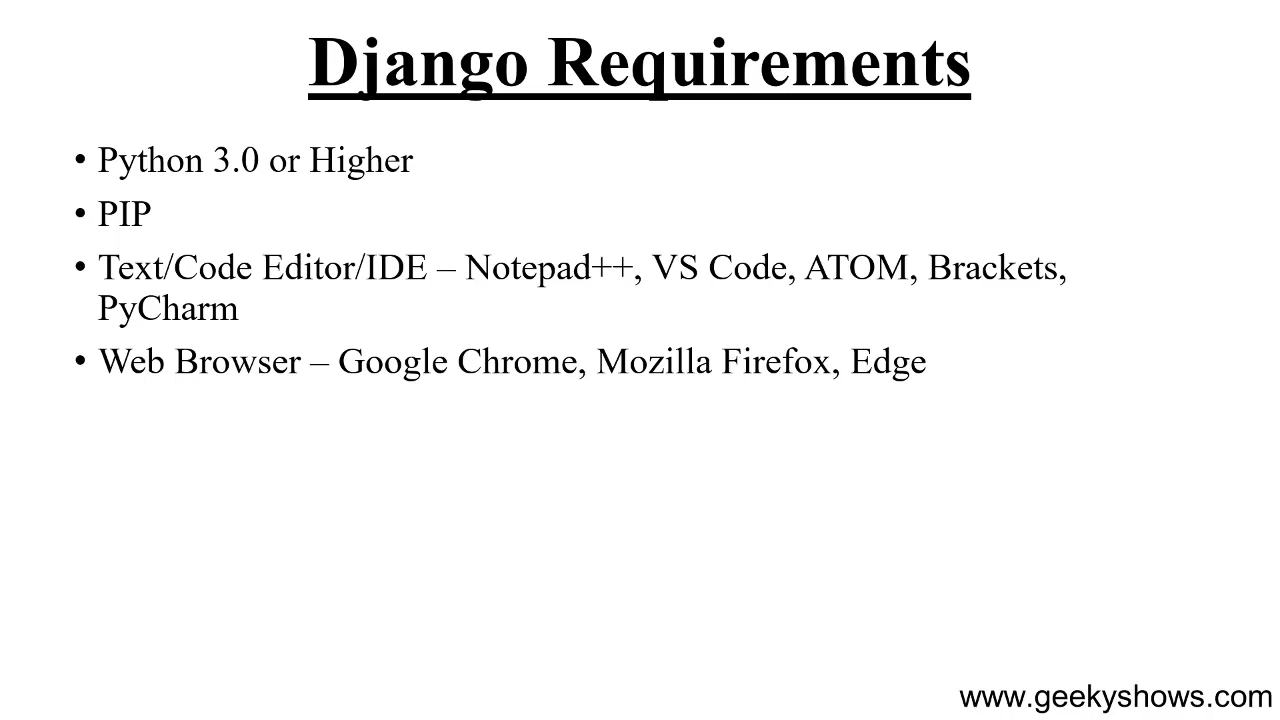 Django Requirements
• Python 3.0 or Higher
• PIP
• Text/Code Editor/IDE – Notepad++, VS Code, ATOM, Brackets,
PyCharm
• Web Browser – Google Chrome, Mozilla Firefox, Edge
www.geekyshows.com